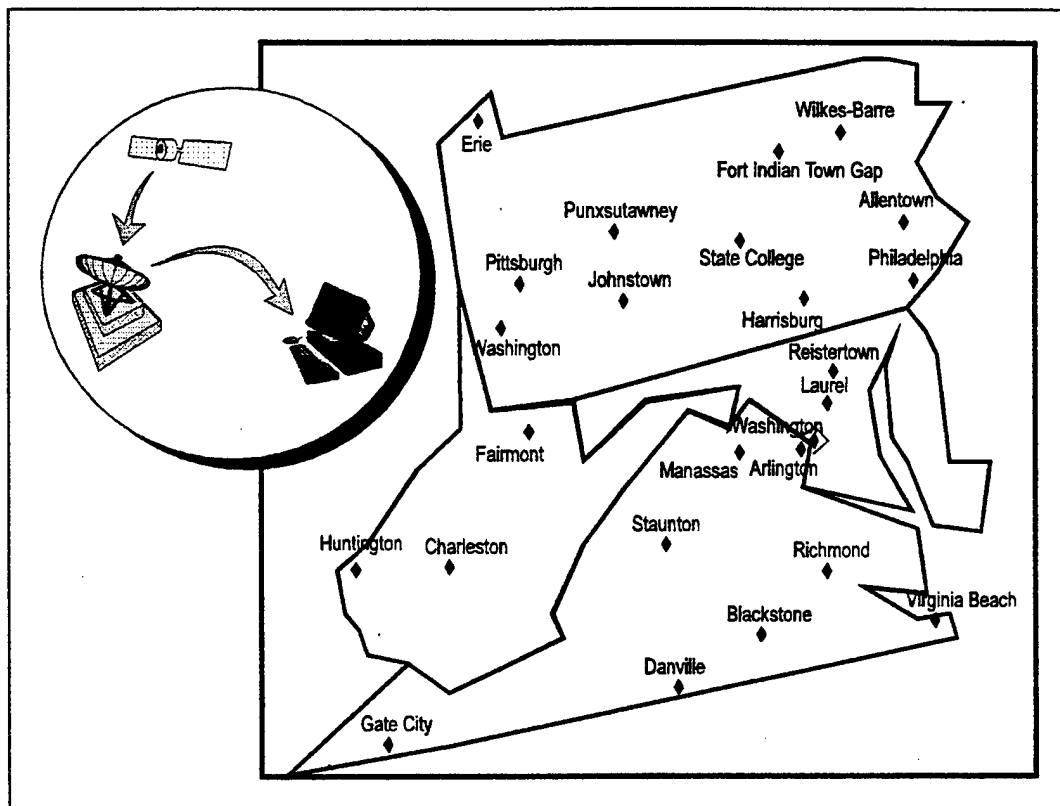 Wilkes-Barre
Erie
Fort Indian Town Gap
Allentown
Punxsutawney
State College
Philadelphia
Pittsburgh
Johnstown
Harrisburg
Washington
Reistertown
Laurel
Washington
Fairmont
Manassas
Arlington
Staunton
Huntington
Charleston
Richmond
Virginia Beach
Blackstone
Danville
Gate City